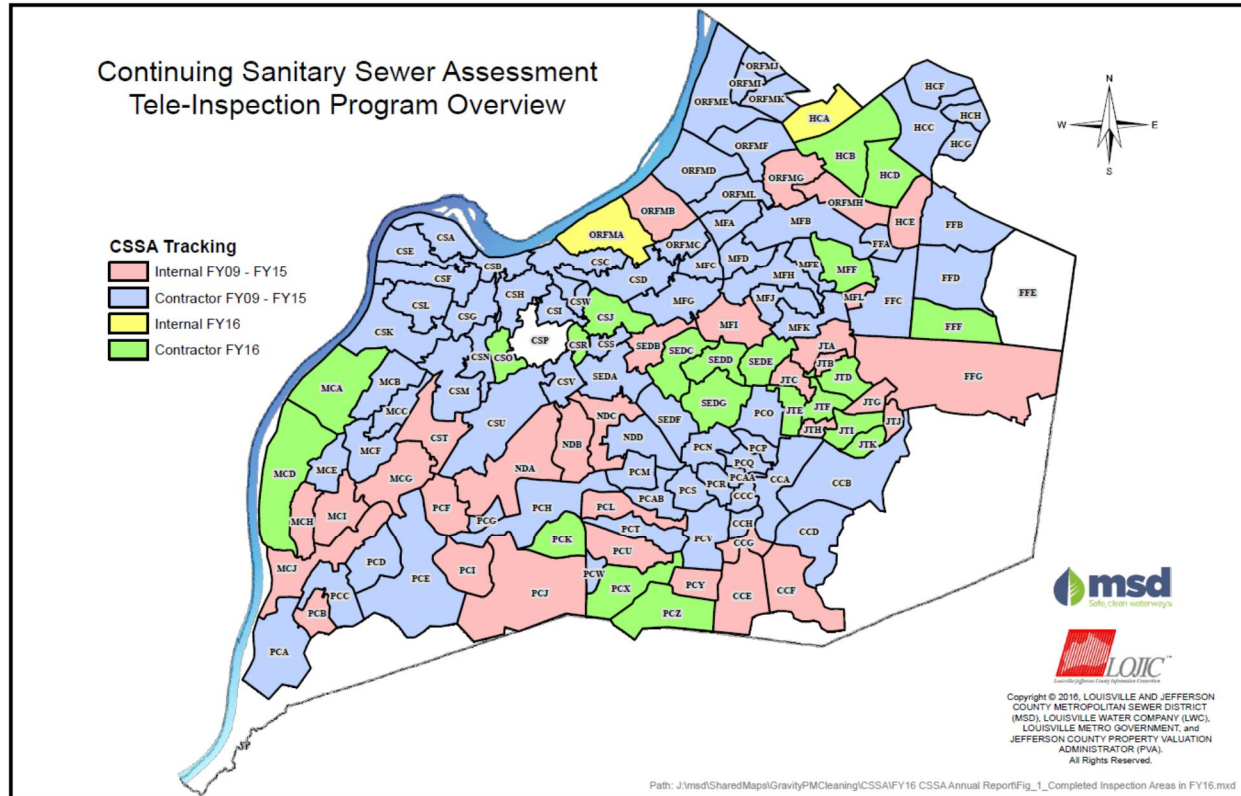 Continuing Sanitary Sewer Assessment
Tele-Inspection Program Overview
N
W E
S
CSSA Tracking
Internal FY09 - FY15
Contractor FY09 - FY15
Internal FY16
Contractor FY16
ORFMJ
ORFMI
ORFMK
ORFME
HCF
HCA
HCH
HCC
HCG
ORFMF
HCB
HCD
ORFMD
ORFMG
ORFML
ORFMH
ORFMB
HCE
MFA
MFB
FFB
ORFMA
ORFMC
FFA
CSA
CSE
CSB
CSC
MFC
MFD
MFE
MFF
CSF
CSD
MFH
FFD
FFE
CSH
CSW
MFL
CSL
CSI
MFG
MFJ
FFC
CSG
CSJ
CSK
MFI
MFK
FFF
CSP
CSR
CSS
SEDB
SEDC
JTA
CSN
CSO
SEDD
SEDE
JTB
FFG
SEDA
JTC
JTD
MCA
MCB
CSV
CSM
JTG
MCC
SEDG
JTE
JTF
PCO
NDC
SEDF
JTJ
CSU
JTH
JTI
CST
NDB
NDD
JTK
MCF
PCN
PCP
MCE
NDA
PCQ
MCD
PCM
PCAA
MCG
PCR
CCA
CCB
PCS
CCC
PCAB
PCF
PCH
PCL
MCH
MCI
PCG
PCT
CCH
CCD
PCK
PCV
CCG
PCU
PCD
MCJ
PCI
PCE
PCW
PCY
PCJ
PCX
CCE
CCF
PCC
PCB
PCZ
PCA
msd
Safe, clean waterways
LOJIC
Louisville/Jefferson County Information Consortium
Copyright © 2016, LOUISVILLE AND JEFFERSON
COUNTY METROPOLITAN SEWER DISTRICT
(MSD), LOUISVILLE WATER COMPANY (LWC),
LOUISVILLE METRO GOVERNMENT, and
JEFFERSON COUNTY PROPERTY VALUATION
ADMINISTRATOR (PVA).
All Rights Reserved.
Path: J:\msd\SharedMaps\GravityPMCleaning\CSSA\FY16 CSSA Annual Report\Fig_1_Completed Inspection Areas in FY16.mxd